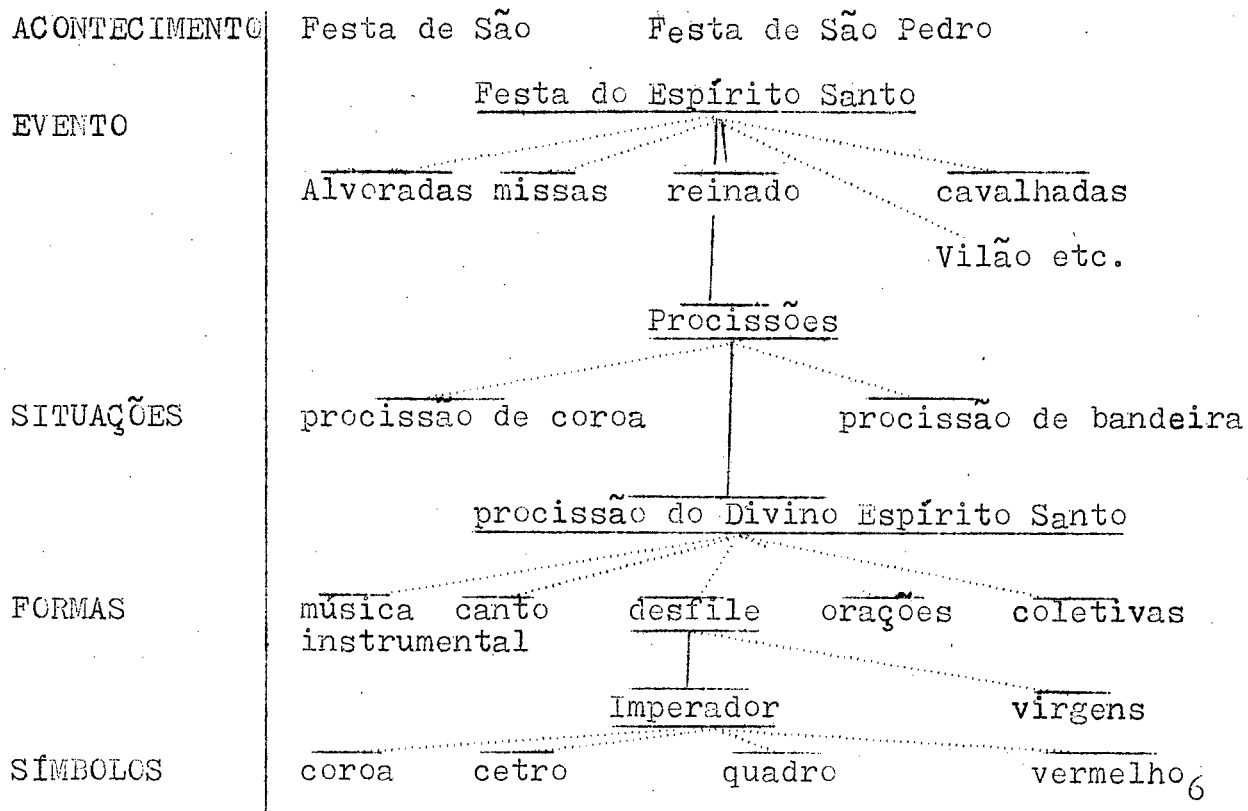 ACONTECIMENTO Festa de São Festa de São Pedro
Festa do Espírito Santo
EVENTO
Alvoradas missas reinado cavalhadas
Vilão etc.
Procissões
SITUAÇÕES procissão de coroa procissão de bandeira
procissão do Divino Espírito Santo
FORMAS música canto desfile orações coletivas
instrumental
Imperador virgens
SÍMBOLOS coroa cetro quadro vermelho 6